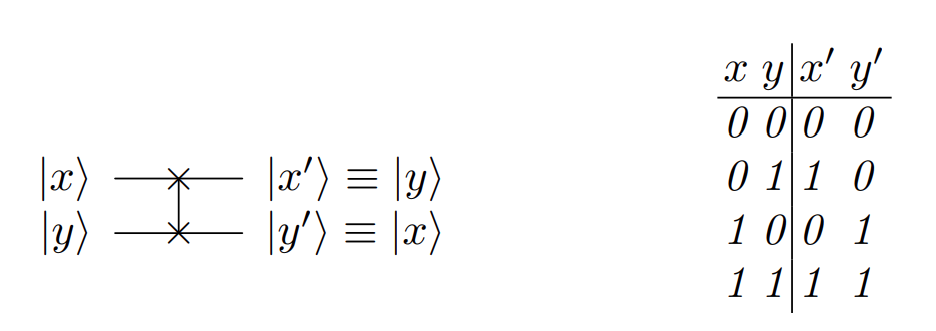 |x⟩ |x′⟩ ≡ |y⟩
|y⟩ |y′⟩ ≡ |x⟩
x y x′ y′
0 0 0 0
0 1 1 0
1 0 0 1
1 1 1 1